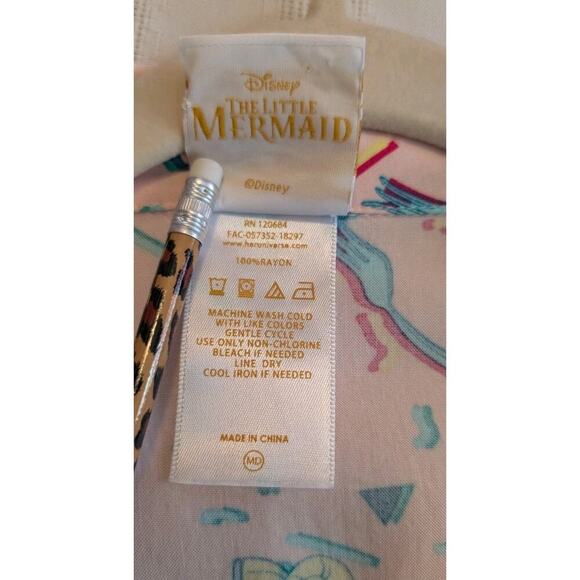 Disney
THE LITTLE
MERMAID
©Disney
RN 120684
FAC-057352-18297
www.heruniverse.com
100%RAYON
MACHINE WASH COLD
WITH LIKE COLORS
GENTLE CYCLE
USE ONLY NON-CHLORINE
BLEACH IF NEEDED
LINE DRY
COOL IRON IF NEEDED
MADE IN CHINA
MD